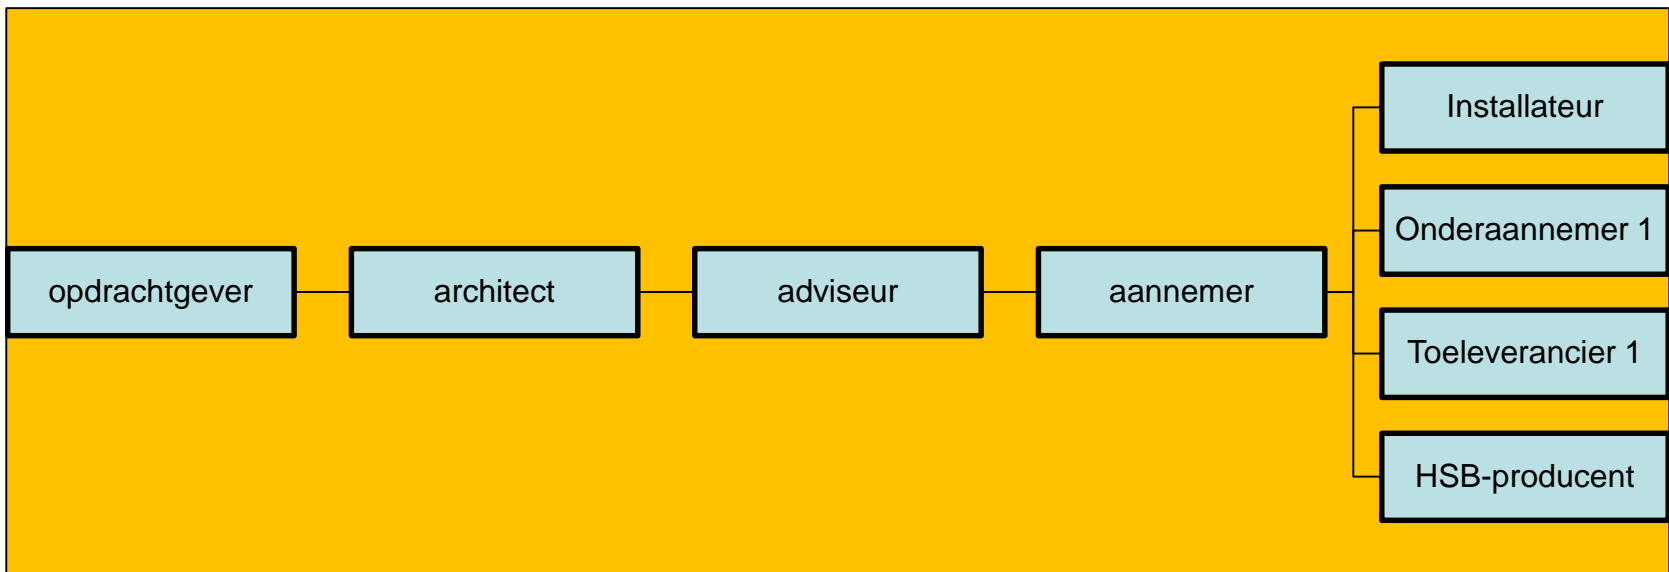 opdrachtgever
architect
adviseur
aannemer
Installateur
Onderaannemer 1
Toeleverancier 1
HSB-producent